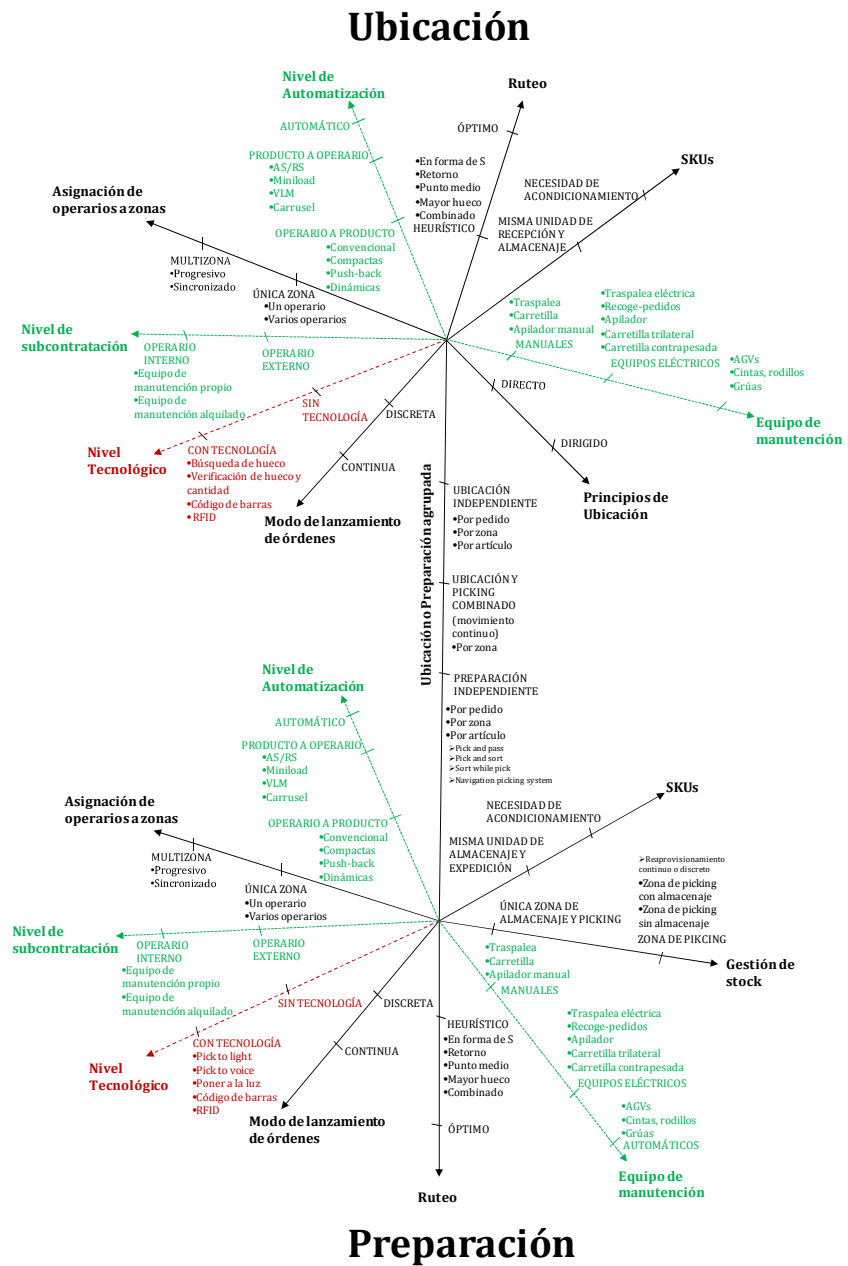 Ubicación
Nivel de
Automatización
AUTOMÁTICO
PRODUCTO A OPERARIO
•AS/RS
•Miniload
•VLM
•Carrusel
OPERARIO A PRODUCTO
•Convencional
•Compactas
•Push-back
•Dinámicas
Ruteo
ÓPTIMO
•En forma de S
•Retorno
•Punto medio
•Mayor hueco
•Combinado
HEURÍSTICO
SKUs
NECESIDAD DE
ACONDICIONAMIENTO
MISMA UNIDAD DE
RECEPCIÓN Y
ALMACENAJE
Asignación de
operarios a zonas
MULTIZONA
•Progresivo
•Sincronizado
ÚNICA ZONA
•Un operario
•Varios operarios
•Traspalea
•Carretilla
•Apilador manual
MANUALES
•Traspalea eléctrica
•Recoge-pedidos
•Apilador
•Carretilla trilateral
•Carretilla contrapesada
EQUIPOS ELÉCTRICOS
•AGVs
•Cintas, rodillos
•Grúas
Equipo de
manutención
Nivel de
subcontratación
OPERARIO
INTERNO
•Equipo de
manutención propio
•Equipo de
manutención alquilado
OPERARIO
EXTERNO
SIN
TECNOLOGÍA
Nivel
Tecnológico
CON TECNOLOGÍA
•Búsqueda de hueco
•Verificación de hueco y
cantidad
•Código de barras
•RFID
DISCRETA
CONTINUA
Modo de lanzamiento
de órdenes
DIRECTO
DIRIGIDO
Principios de
Ubicación
Ubicación o Preparación agrupada
UBICACIÓN
INDEPENDIENTE
•Por pedido
•Por zona
•Por artículo
UBICACIÓN Y
PICKING
COMBINADO
(movimiento
continuo)
•Por zona
PREPARACIÓN
INDEPENDIENTE
•Por pedido
•Por zona
•Por artículo
➢Pick and pass
➢Pick and sort
➢Sort while pick
➢Navigation picking system
Nivel de
Automatización
AUTOMÁTICO
PRODUCTO A OPERARIO
•AS/RS
•Miniload
•VLM
•Carrusel
OPERARIO A PRODUCTO
•Convencional
•Compactas
•Push-back
•Dinámicas
Asignación de
operarios a zonas
MULTIZONA
•Progresivo
•Sincronizado
ÚNICA ZONA
•Un operario
•Varios operarios
SKUs
NECESIDAD DE
ACONDICIONAMIENTO
MISMA UNIDAD DE
ALMACENAJE Y
EXPEDICIÓN
➢Reaprovisionamiento
continuo o discreto
•Zona de picking
con almacenaje
•Zona de picking
sin almacenaje
ZONA DE PIKCING
ÚNICA ZONA DE
ALMACENAJE Y PICKING
Gestión de
stock
Nivel de
subcontratación
OPERARIO
INTERNO
•Equipo de
manutención propio
•Equipo de
manutención alquilado
OPERARIO
EXTERNO
SIN TECNOLOGÍA
Nivel
Tecnológico
CON TECNOLOGÍA
•Pick to light
•Pick to voice
•Poner a la luz
•Código de barras
•RFID
DISCRETA
CONTINUA
Modo de lanzamiento
de órdenes
HEURÍSTICO
•En forma de S
•Retorno
•Punto medio
•Mayor hueco
•Combinado
ÓPTIMO
Ruteo
•Traspalea
•Carretilla
•Apilador manual
MANUALES
•Traspalea eléctrica
•Recoge-pedidos
•Apilador
•Carretilla trilateral
•Carretilla contrapesada
EQUIPOS ELÉCTRICOS
•AGVs
•Cintas, rodillos
•Grúas
AUTOMÁTICOS
Equipo de
manutención
Preparación